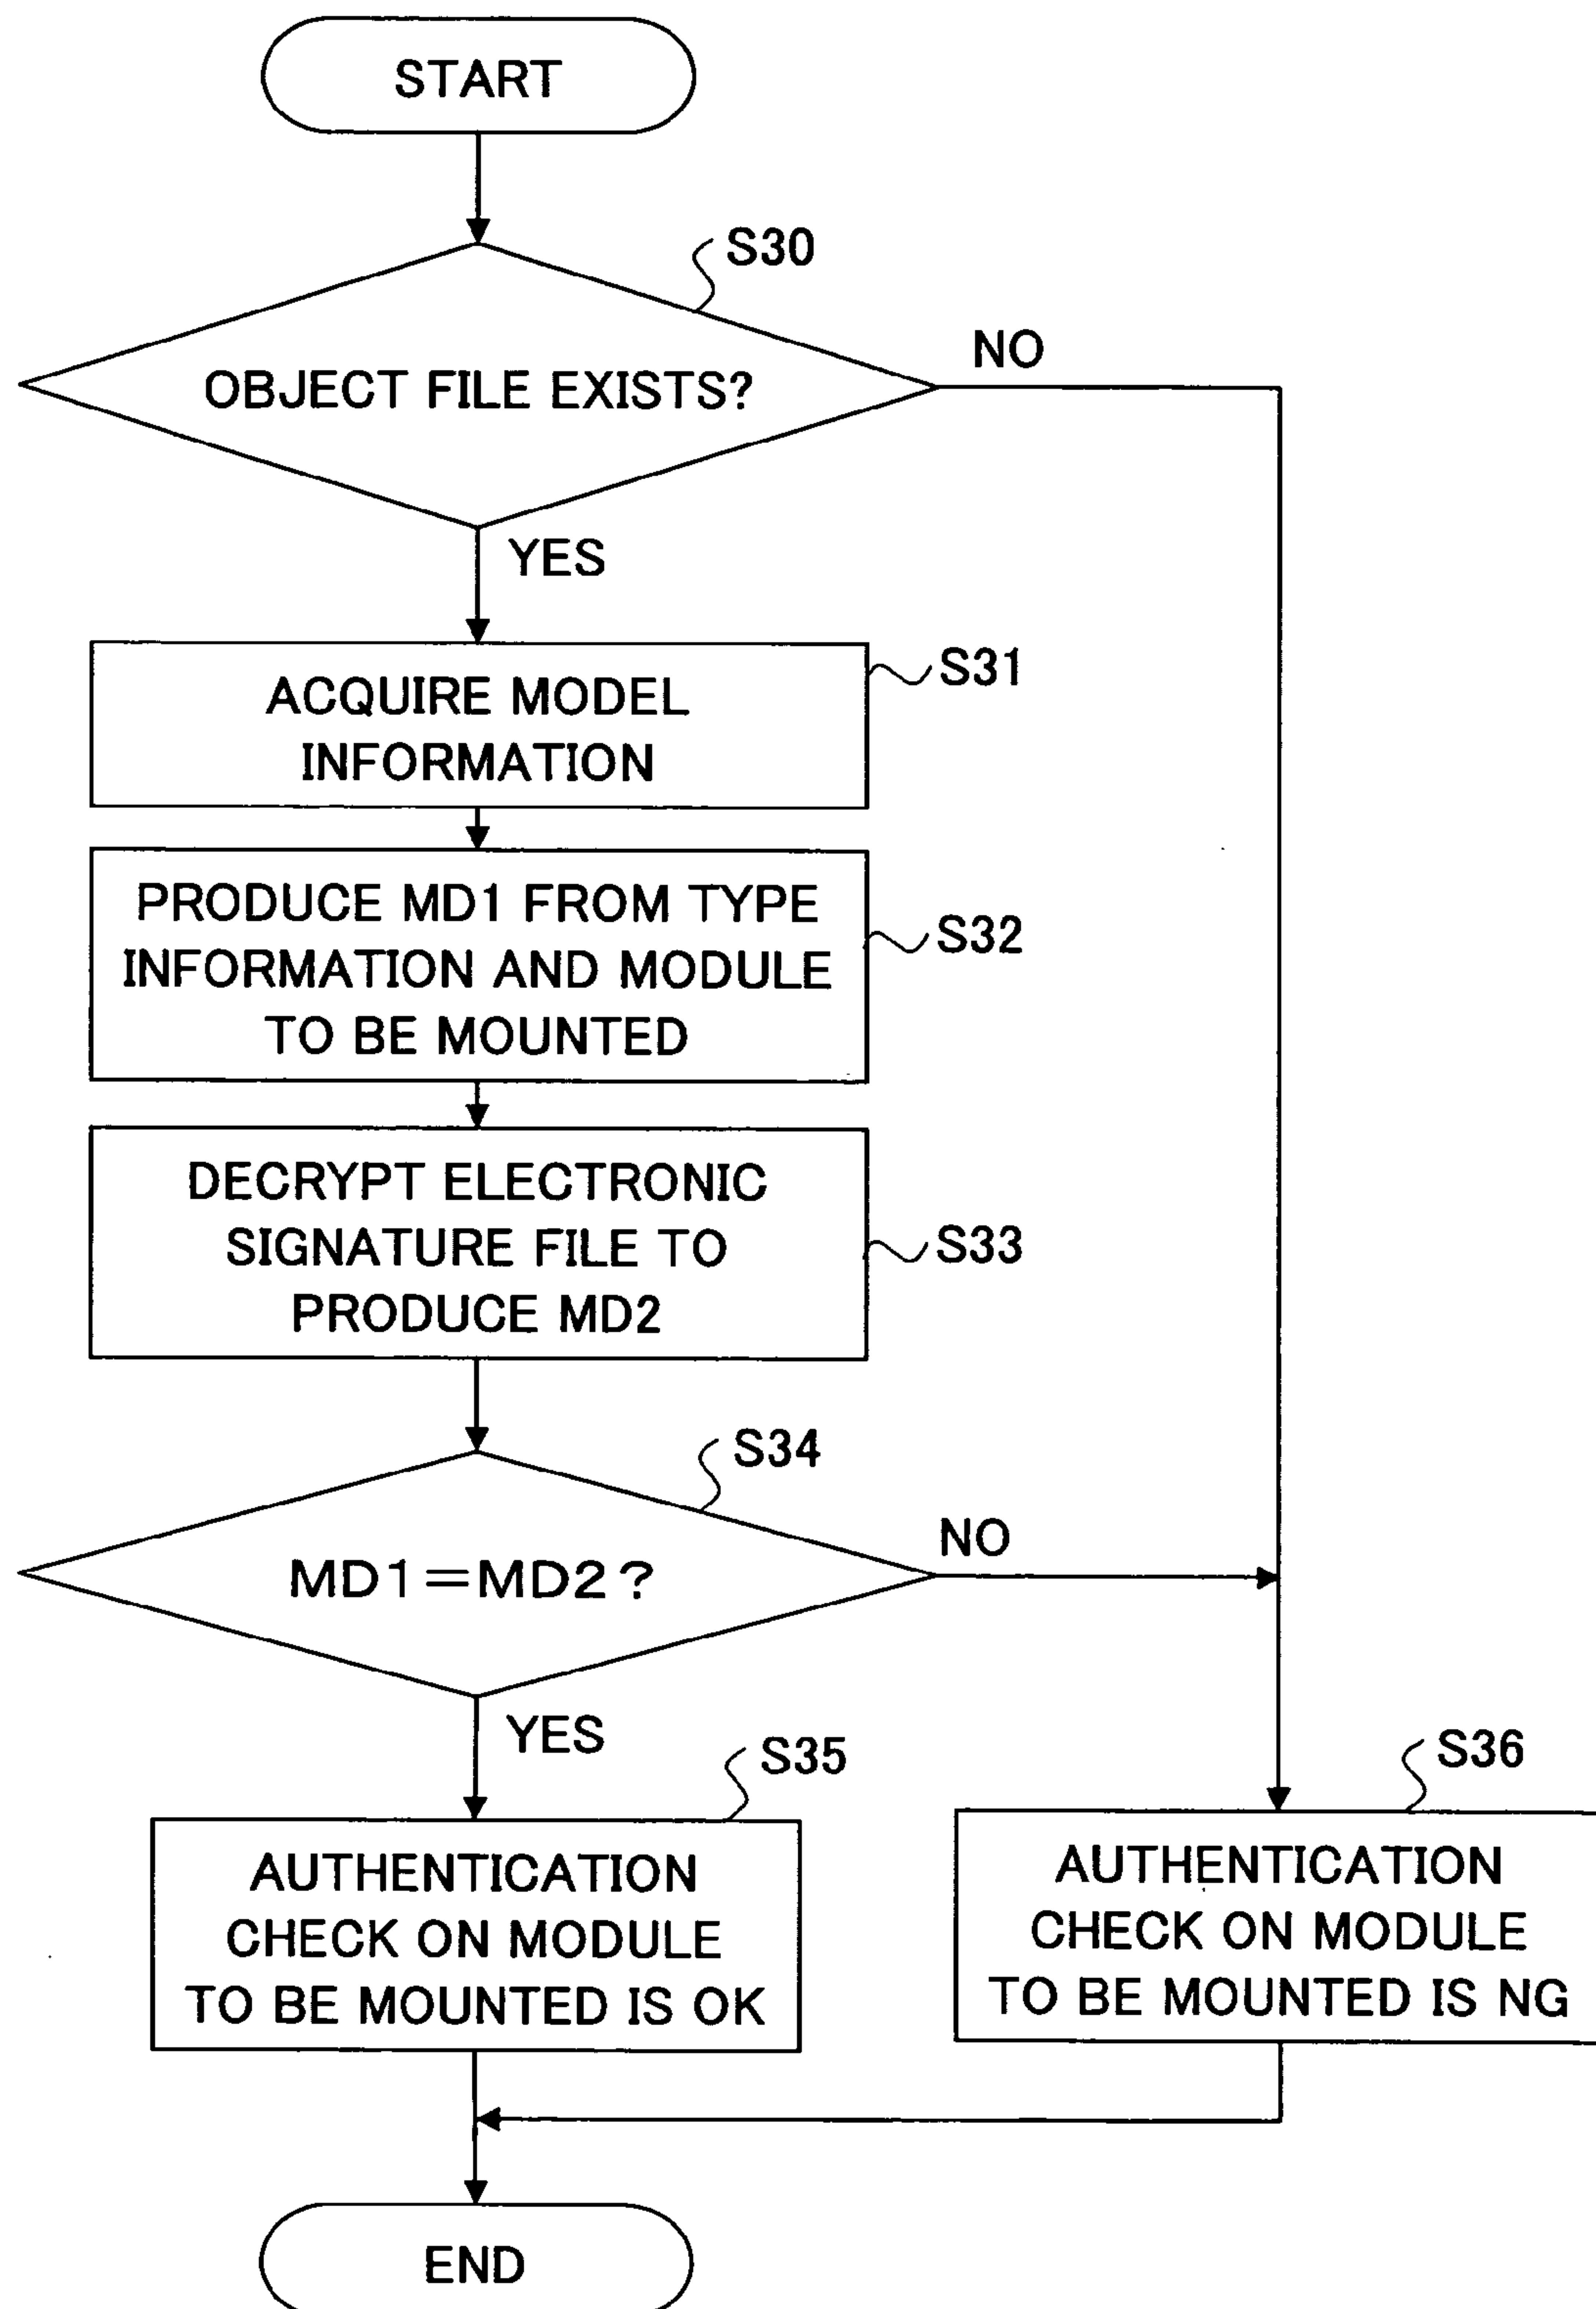 START
S30
OBJECT FILE EXISTS?
NO
YES
S31
ACQUIRE MODEL
INFORMATION
S32
PRODUCE MD1 FROM TYPE
INFORMATION AND MODULE
TO BE MOUNTED
S33
DECRYPT ELECTRONIC
SIGNATURE FILE TO
PRODUCE MD2
S34
MD1=MD2?
NO
YES
S35
AUTHENTICATION
CHECK ON MODULE
TO BE MOUNTED IS OK
S36
AUTHENTICATION
CHECK ON MODULE
TO BE MOUNTED IS NG
END